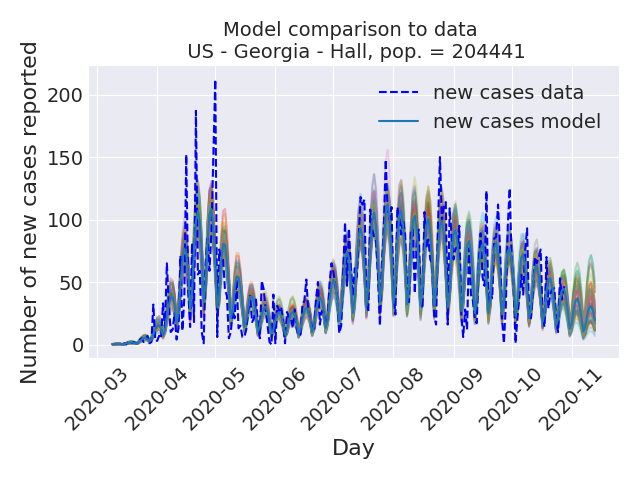 Model comparison to data
US - Georgia - Hall, pop. = 204441
Number of new cases reported
200
150
100
50
0
new cases data
new cases model
2020-03
2020-04
2020-05
2020-06
2020-07
2020-08
2020-09
2020-10
2020-11
Day